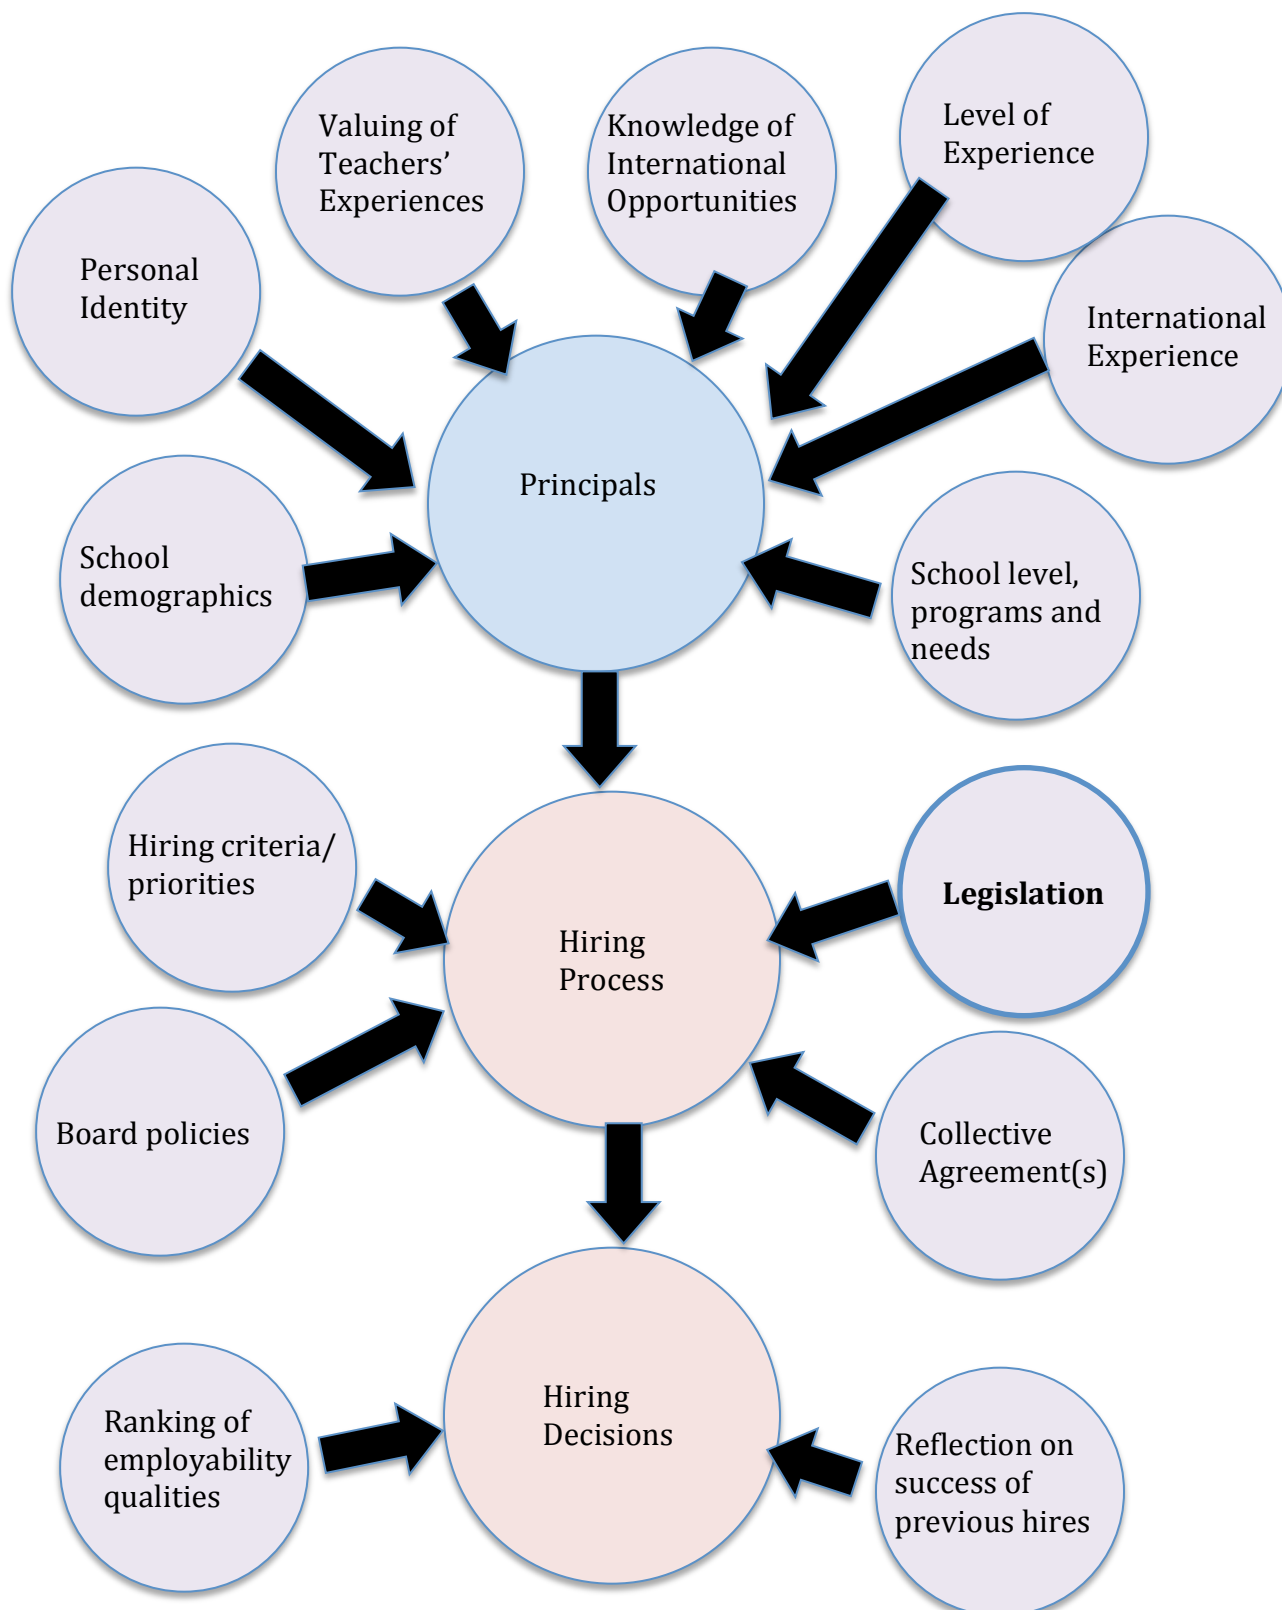 Level of
Experience
Valuing of
Teachers’
Experiences
Knowledge of
International
Opportunities
Personal
Identity
International
Experience
Principals
School
demographics
School level,
programs and
needs
Hiring criteria/
priorities
Legislation
Hiring
Process
Board policies
Collective
Agreement(s)
Hiring
Decisions
Ranking of
employability
qualities
Reflection on
success of
previous hires